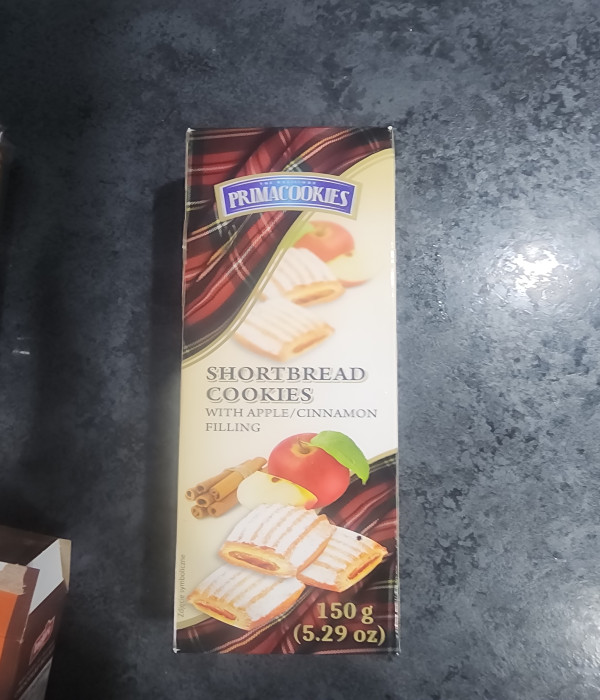 PRIMACOOKIES
SHORTBREAD
COOKIES
WITH APPLE/CINNAMON
FILLING
150 g
(5.29 oz)